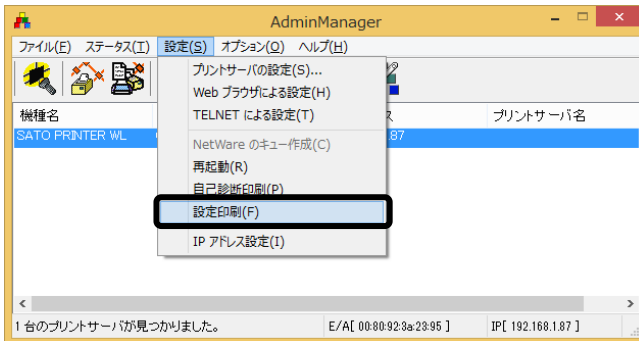 AdminManager
ファイル(F) ステータス(T) 設定(S) オプション(O) ヘルプ(H)
プリントサーバの設定(S)...
Web ブラウザによる設定(H)
TELNET による設定(T)
NetWare のキュー作成(C)
再起動(R)
自己診断印刷(P)
設定印刷(F)
IP アドレス設定(I)
機種名 ス プリントサーバ名
SATO PRINTER WL .87
1 台のプリントサーバが見つかりました。 E/A[ 00:80:92:3a:23:95 ] IP[ 192.168.1.87 ]